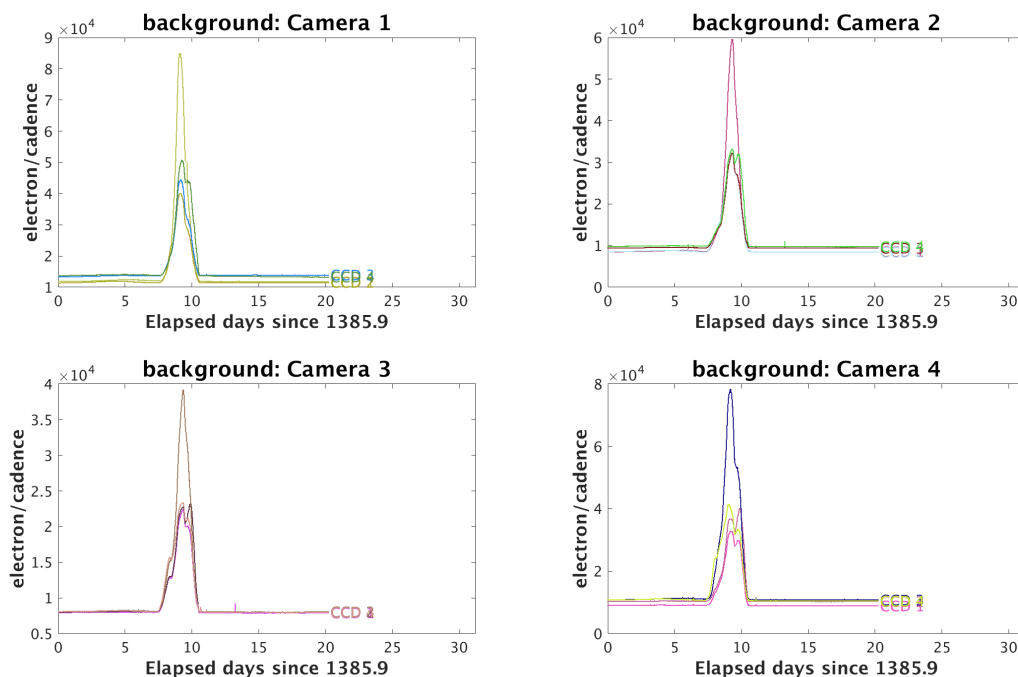 background: Camera 1
×10⁴
9
8
7
6
5
4
3
2
1
electron/cadence
0 5 10 15 20 25 30
Elapsed days since 1385.9
background: Camera 2
×10⁴
6
5
4
3
2
1
0
electron/cadence
0 5 10 15 20 25 30
Elapsed days since 1385.9
background: Camera 3
×10⁴
4
3.5
3
2.5
2
1.5
1
0.5
electron/cadence
CCD
0 5 10 15 20 25 30
Elapsed days since 1385.9
background: Camera 4
×10⁴
8
6
4
2
0
electron/cadence
CCD 1
0 5 10 15 20 25 30
Elapsed days since 1385.9